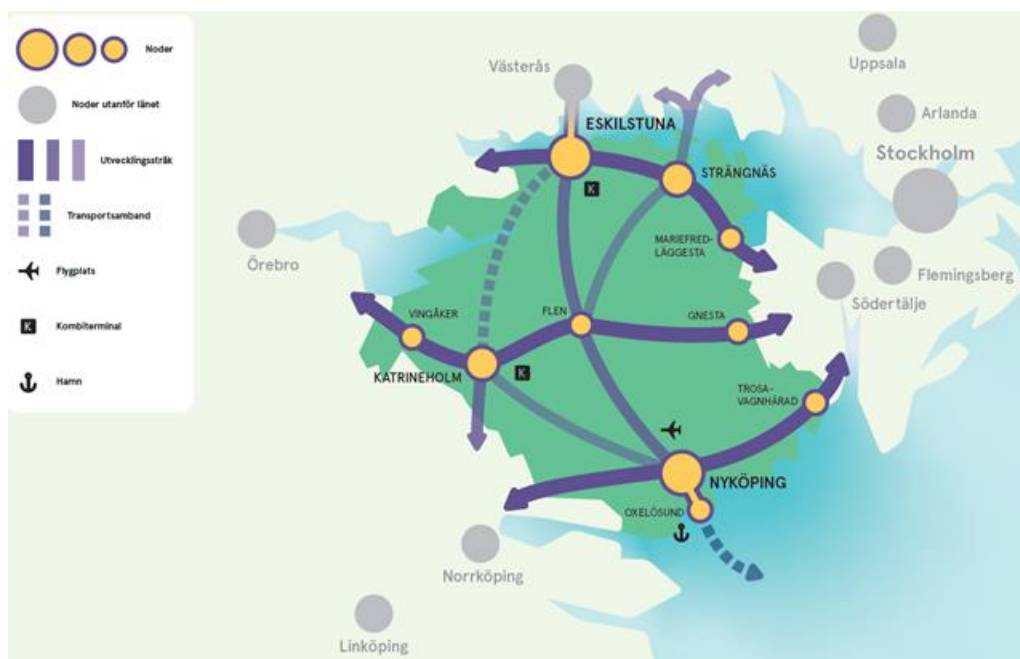 Noder
Noder utanför länet
Utvecklingsstråk
Transportsamband
Flygplats
K
Kombiterminal
Hamn
Västerås
Uppsala
Arlanda
Stockholm
ESKILSTUNA
K
STRÄNGNÄS
MARIEFRED-
LÄGGESTA
Örebro
Flemingsberg
Södertälje
VINGÅKER
FLEN
GNESTA
KATRINEHOLM
K
TROSA-
VAGNHÄRAD
NYKÖPING
OXELÖSUND
Norrköping
Linköping